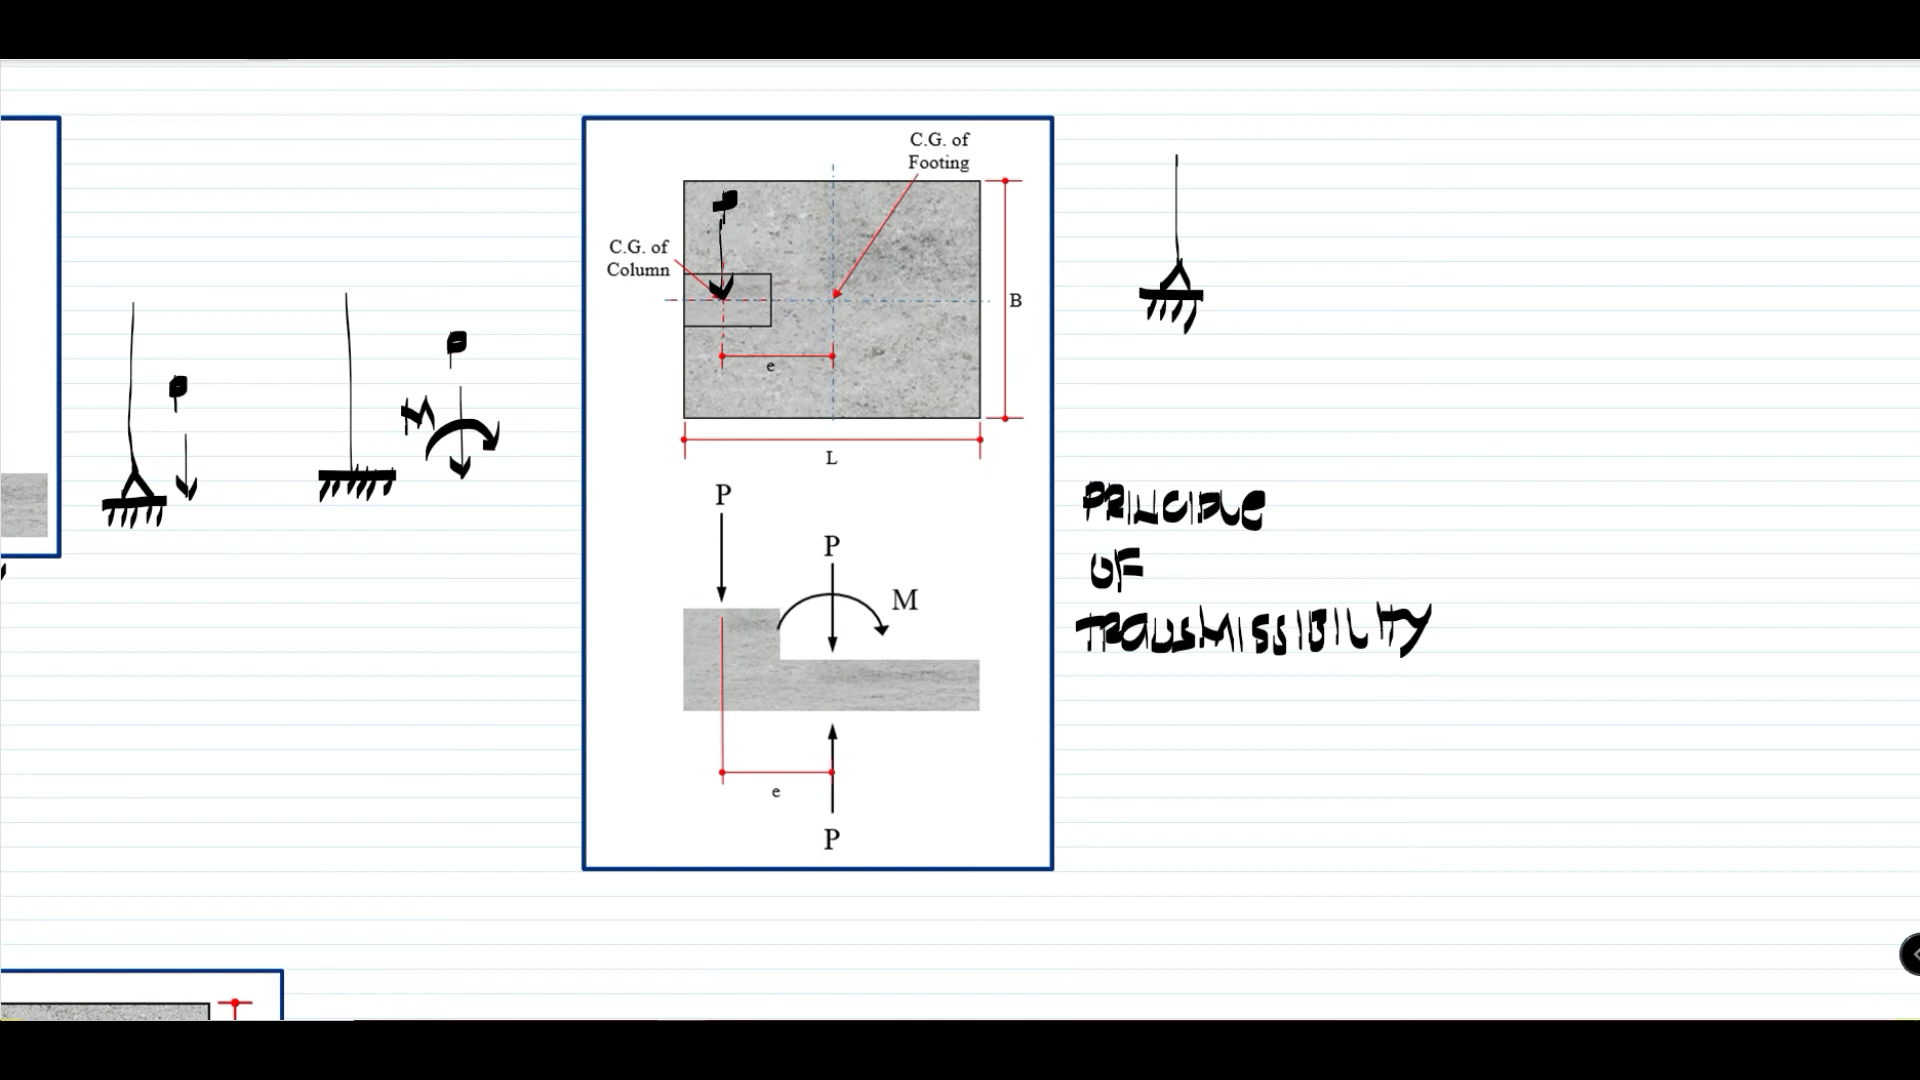 C.G. of
Footing
P
C.G. of
Column
B
e
L
P
P
M
P
M
P
P
M
e
P
PRINCIPLE
OF
TRANSMISSIBILITY